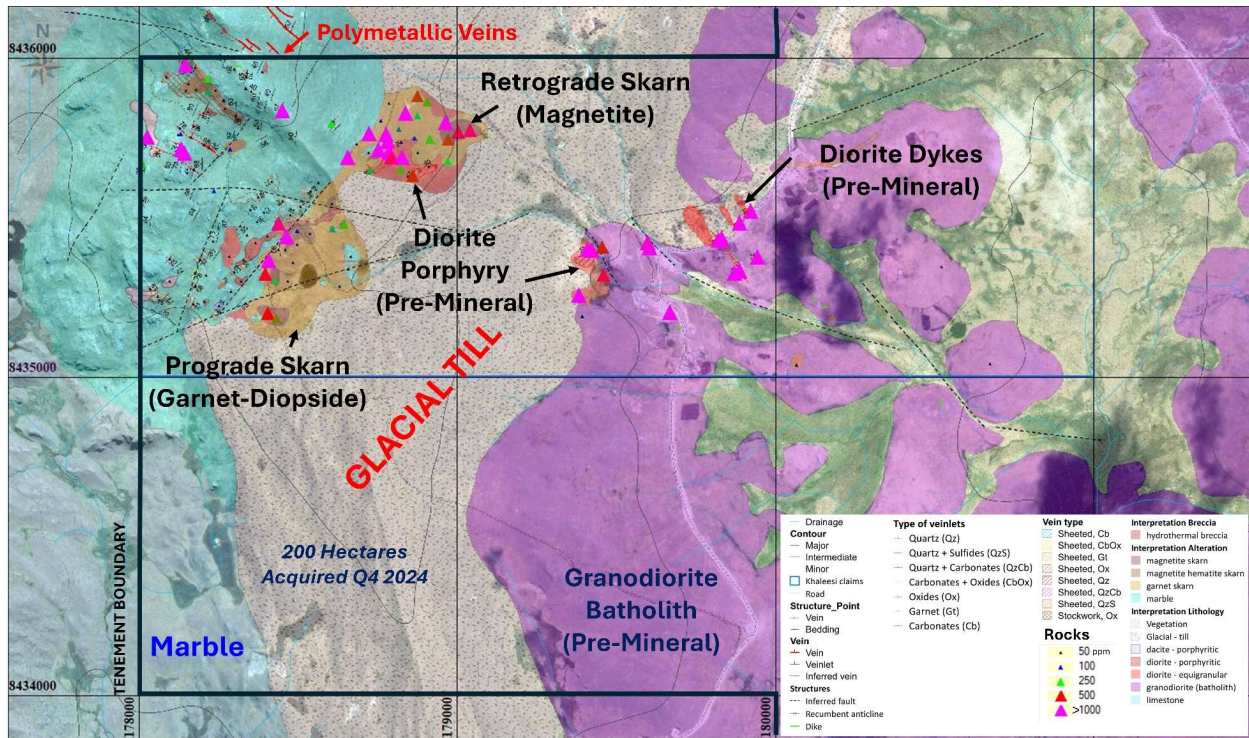 N
8436000
Polymetallic Veins
Retrograde Skarn
(Magnetite)
Diorite Dykes
(Pre-Mineral)
Diorite
Porphyry
(Pre-Mineral)
Prograde Skarn
(Garnet-Diopside)
8435000
GLACIAL TILL
200 Hectares
Acquired Q4 2024
Granodiorite
Batholith
(Pre-Mineral)
Marble
TENEMENT BOUNDARY
8434000
178000
179000
180000
Drainage
Contour
Major
Intermediate
Minor
Khaleesi claims
Road
Structure_Point
Vein
Bedding
Vein
Vein
Veinlet
Inferred vein
Structures
Inferred fault
Recumbent anticline
Dike
Type of veinlets
Quartz (Qz)
Quartz + Sulfides (QzS)
Quartz + Carbonates (QzCb)
Carbonates + Oxides (CbOx)
Oxides (Ox)
Garnet (Gt)
Carbonates (Cb)
Vein type
Sheeted, Cb
Sheeted, CbOx
Sheeted, Gt
Sheeted, Ox
Sheeted, Qz
Sheeted, QzCb
Sheeted, QzS
Stockwork, Ox
Rocks
50 ppm
100
250
500
>1000
Interpretation Breccia
hydrothermal breccia
Interpretation Alteration
magnetite skarn
magnetite hematite skarn
garnet skarn
marble
Interpretation Lithology
Vegetation
Glacial - till
dacite - porphyritic
diorite - porphyritic
diorite - equigranular
granodiorite (batholith)
limestone